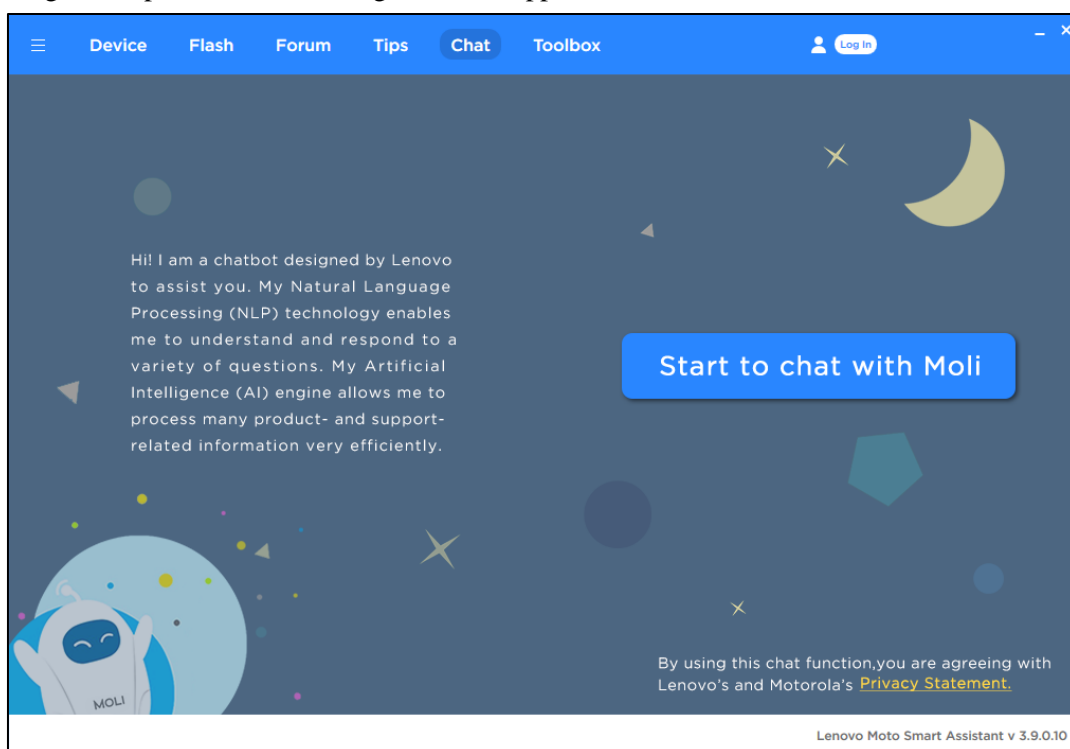 Device Flash Forum Tips Chat Toolbox Log In
Hi! I am a chatbot designed by Lenovo
to assist you. My Natural Language
Processing (NLP) technology enables
me to understand and respond to a
variety of questions. My Artificial
Intelligence (AI) engine allows me to
process many product- and support-
related information very efficiently.
Start to chat with Moli
MOLI
By using this chat function,you are agreeing with
Lenovo's and Motorola's Privacy Statement.
Lenovo Moto Smart Assistant v 3.9.0.10